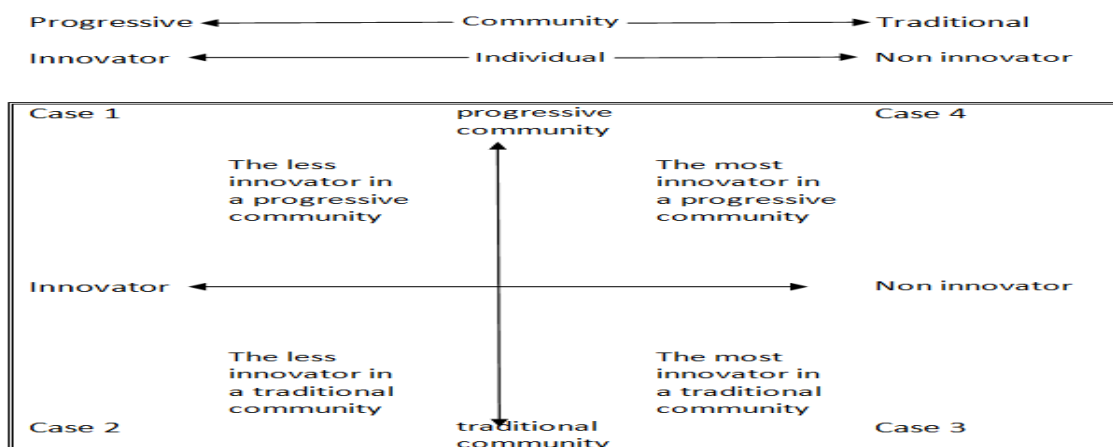 Progressive Community Traditional
Innovator Individual Non innovator
Case 1 progressive community Case 4
The less
innovator in
a progressive
community
The most
innovator in
a progressive
community
Innovator Non innovator
The less
innovator in
a traditional
community
The most
innovator in
a traditional
community
Case 2 traditional community Case 3